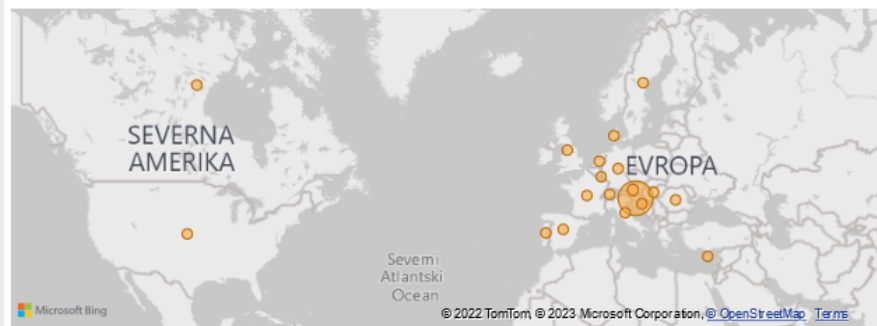 SEVERNA
AMERIKA
EVROPA
Severni
Atlantski
Ocean
Microsoft Bing
© 2022 TomTom, © 2023 Microsoft Corporation, © OpenStreetMap Terms